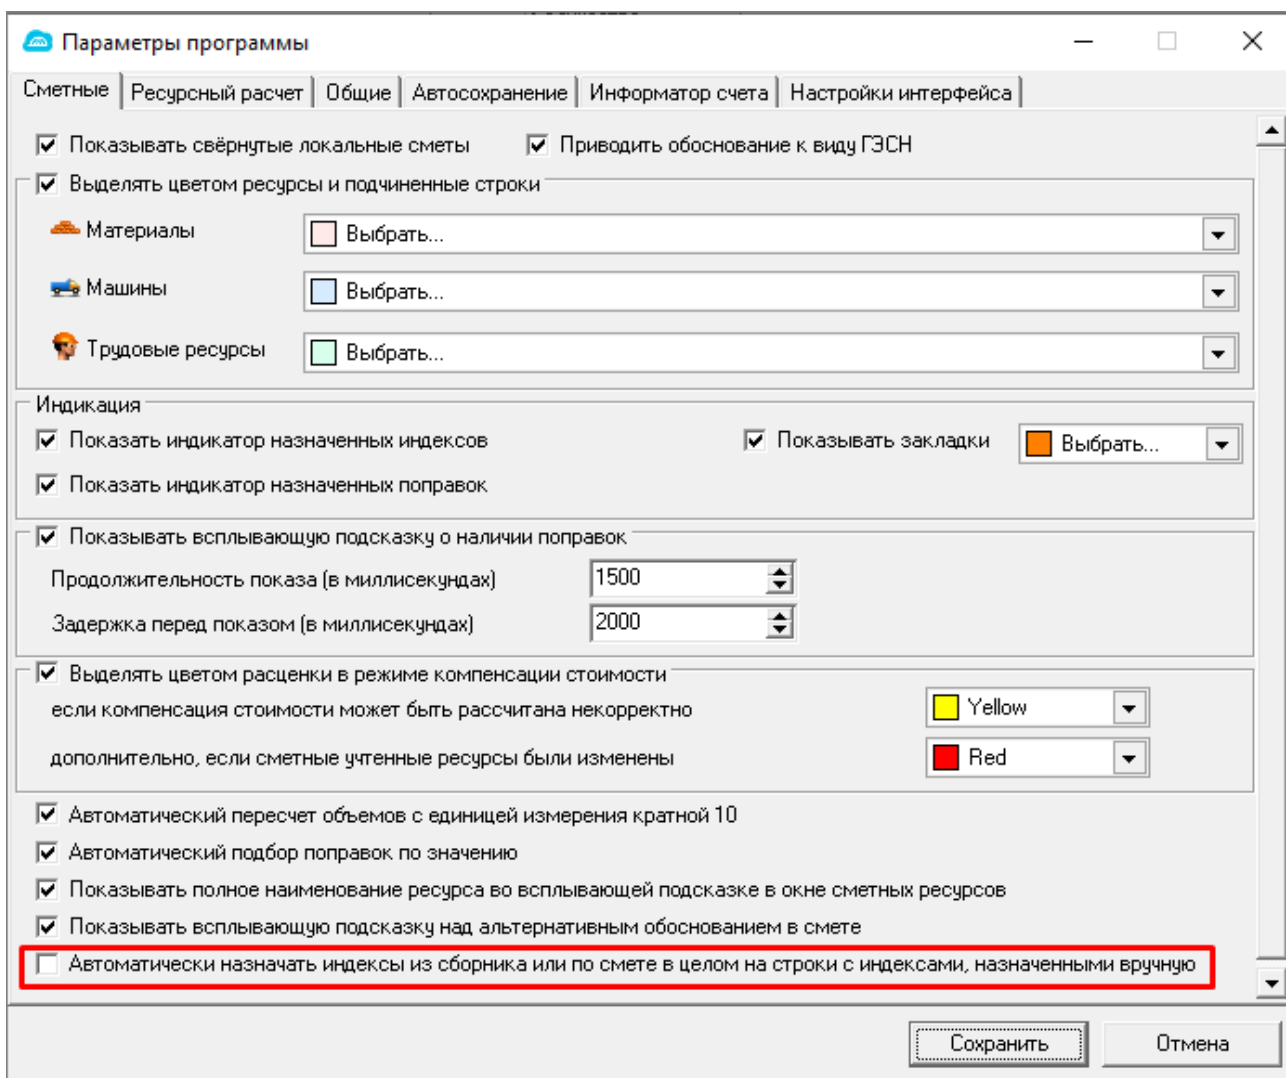 Параметры программы
Сметные Ресурсный расчет Общие Автосохранение Информатор счета Настройки интерфейса
Показывать свёрнутые локальные сметы Приводить обоснование к виду ГЭСН
Выделять цветом ресурсы и подчиненные строки
Материалы Выбрать...
Машины Выбрать...
Трудовые ресурсы Выбрать...
Индикация
Показать индикатор назначенных индексов Показывать закладки Выбрать...
Показать индикатор назначенных поправок
Показывать всплывающую подсказку о наличии поправок
Продолжительность показа (в миллисекундах) 1500
Задержка перед показом (в миллисекундах) 2000
Выделять цветом расценки в режиме компенсации стоимости
если компенсация стоимости может быть рассчитана некорректно Yellow
дополнительно, если сметные учтенные ресурсы были изменены Red
Автоматический пересчет объемов с единицей измерения кратной 10
Автоматический подбор поправок по значению
Показывать полное наименование ресурса во всплывающей подсказке в окне сметных ресурсов
Показывать всплывающую подсказку над альтернативным обоснованием в смете
Автоматически назначать индексы из сборника или по смете в целом на строки с индексами, назначенными вручную
Сохранить Отмена